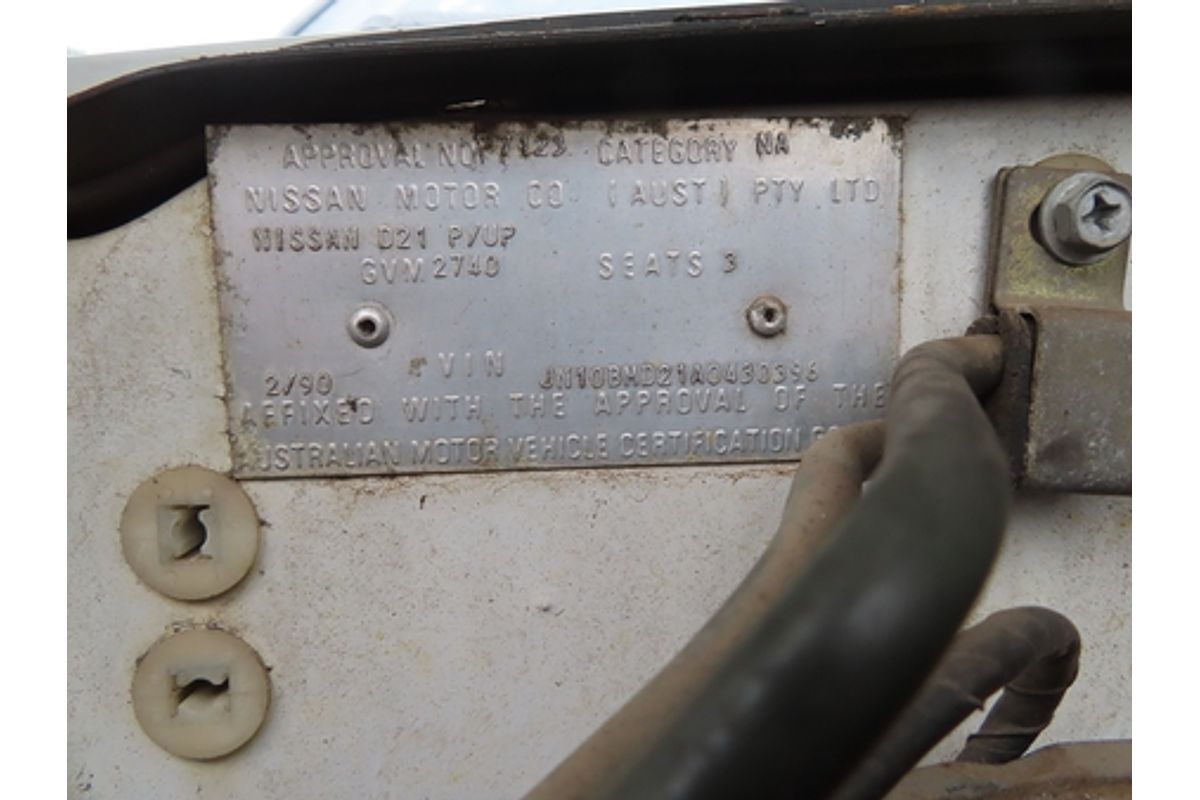 APPROVAL NO 7123 CATEGORY NA
NISSAN MOTOR CO (AUST) PTY LTD
NISSAN D21 P/UP
GVM 2740 SEATS 3
2/90 VIN JN10BHD21A0430396
AFFIXED WITH THE APPROVAL OF THE
AUSTRALIAN MOTOR VEHICLE CERTIFICATION